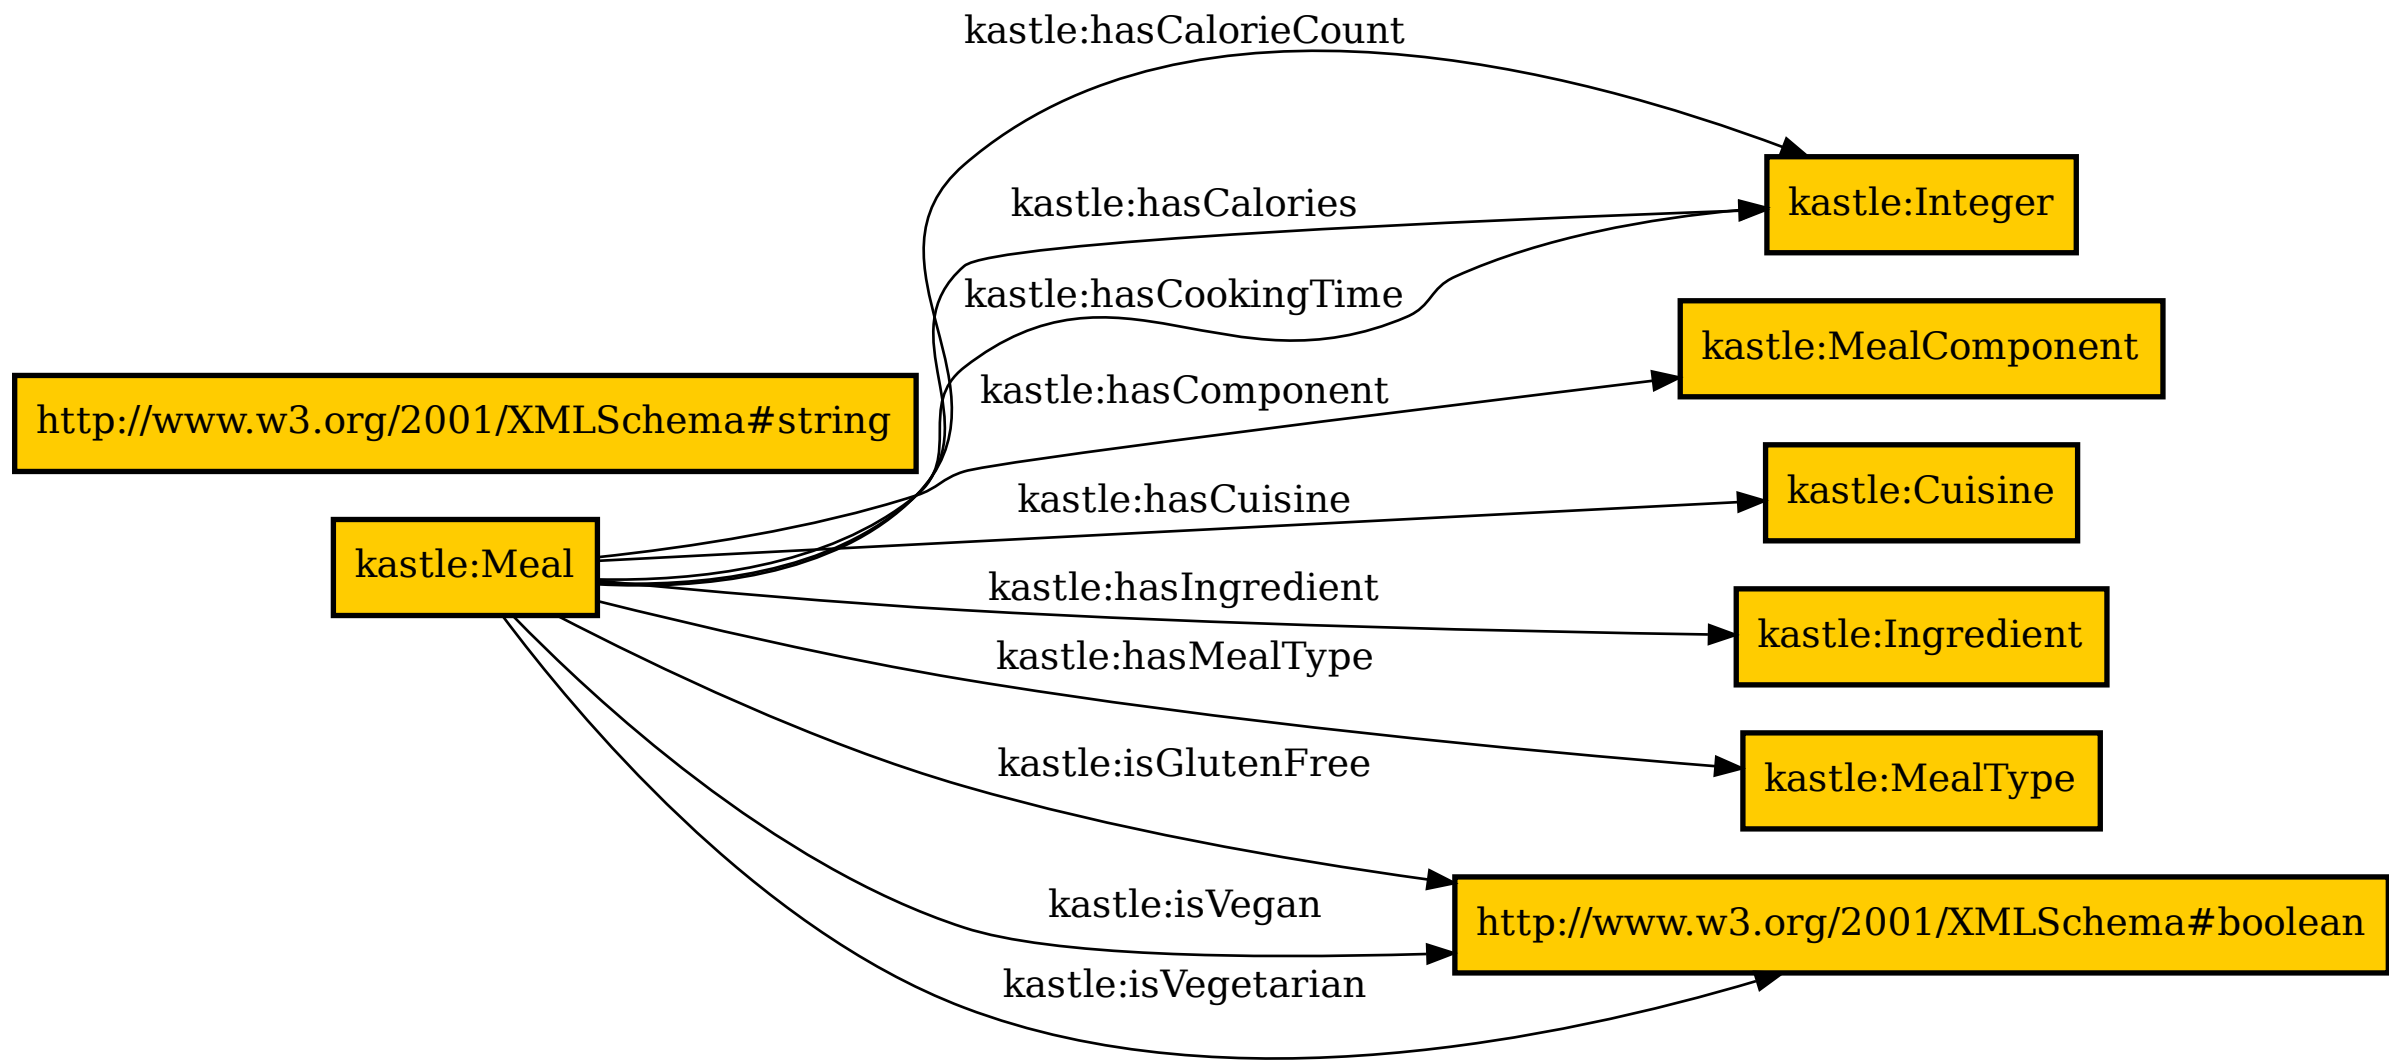 kastle:hasCalorieCount
kastle:hasCalories
kastle:Integer
kastle:hasCookingTime
kastle:MealComponent
kastle:hasComponent
http://www.w3.org/2001/XMLSchema#string
kastle:hasCuisine
kastle:Cuisine
kastle:Meal
kastle:hasIngredient
kastle:Ingredient
kastle:hasMealType
kastle:isGlutenFree
kastle:MealType
kastle:isVegan
http://www.w3.org/2001/XMLSchema#boolean
kastle:isVegetarian